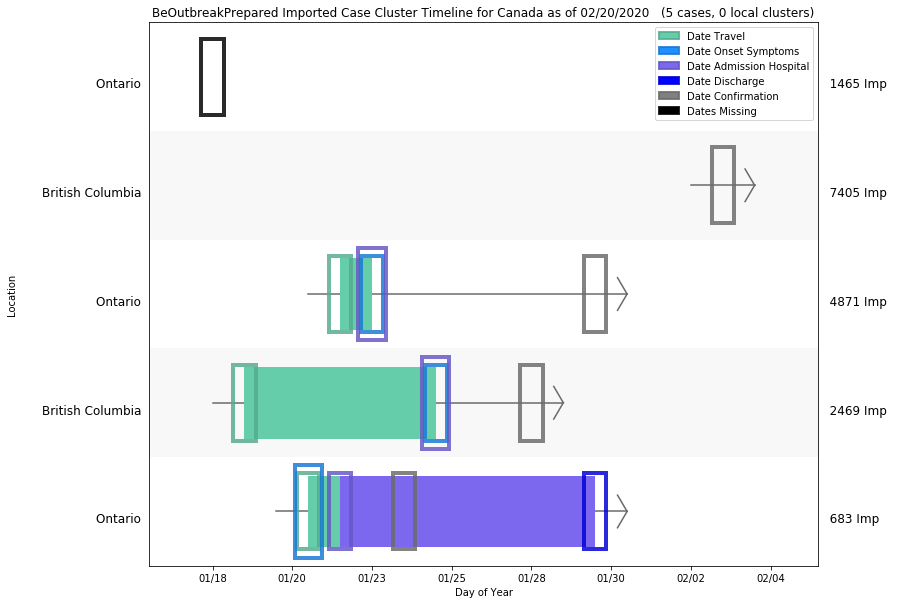 BeOutbreakPrepared Imported Case Cluster Timeline for Canada as of 02/20/2020 (5 cases, 0 local clusters)
Date Travel
Date Onset Symptoms
Date Admission Hospital
Date Discharge
Date Confirmation
Dates Missing
Ontario 1465 Imp
British Columbia 7405 Imp
Ontario 4871 Imp
Location
British Columbia 2469 Imp
Ontario 683 Imp
01/18 01/20 01/23 01/25 01/28 01/30 02/02 02/04
Day of Year